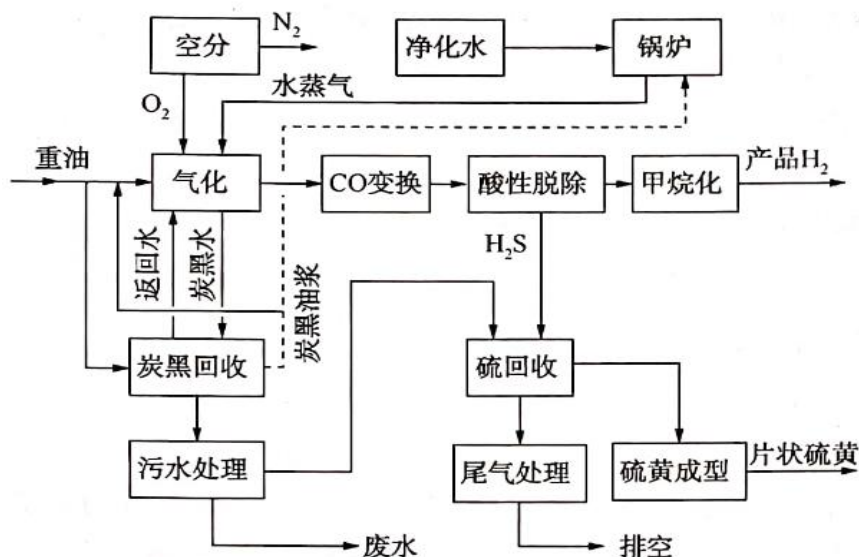 空分
N₂
净化水
锅炉
水蒸气
O₂
重油
气化
CO变换
酸性脱除
甲烷化
产品H₂
返回水
炭黑水
炭黑油浆
H₂S
炭黑回收
硫回收
污水处理
尾气处理
硫黄成型
片状硫黄
废水
排空